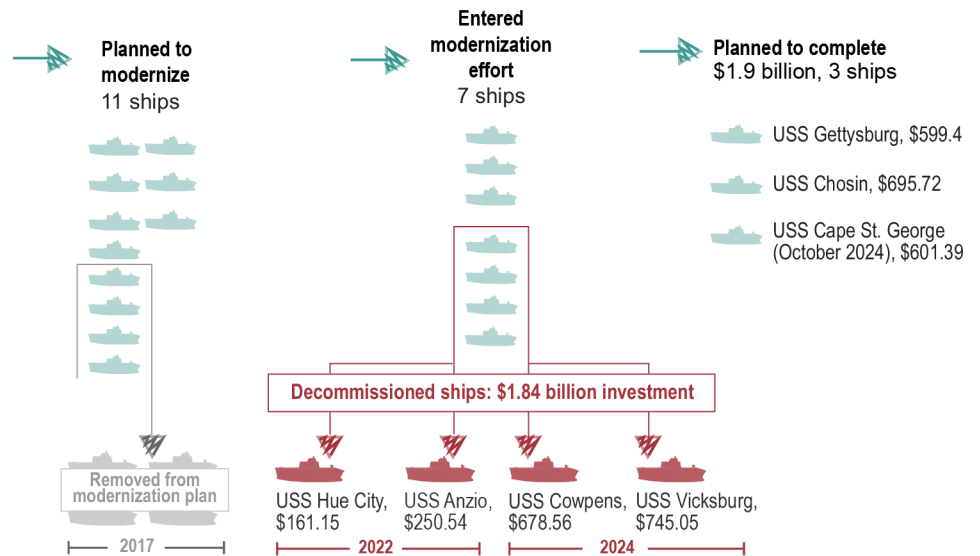 Planned to
modernize
11 ships
Entered
modernization
effort
7 ships
Planned to complete
$1.9 billion, 3 ships
USS Gettysburg, $599.4
USS Chosin, $695.72
USS Cape St. George
(October 2024), $601.39
Decommissioned ships: $1.84 billion investment
Removed from
modernization plan
2017
USS Hue City,
$161.15
USS Anzio,
$250.54
USS Cowpens,
$678.56
USS Vicksburg,
$745.05
2022
2024